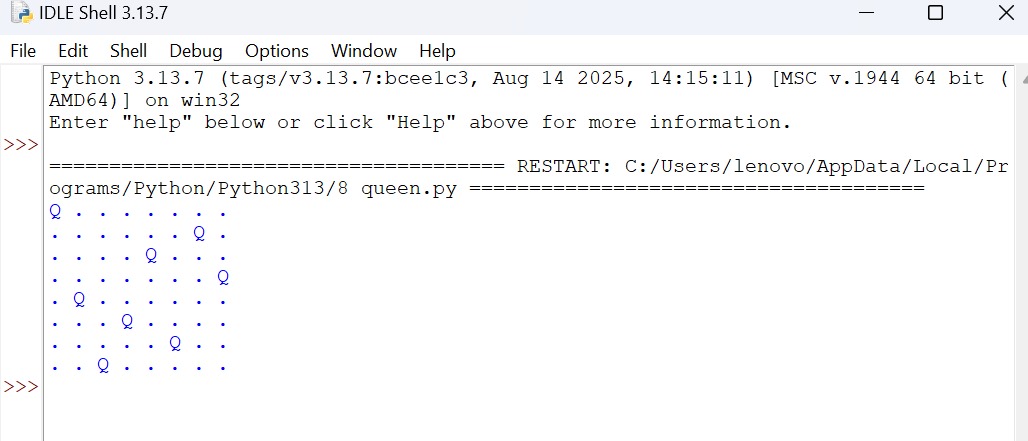 IDLE Shell 3.13.7
File Edit Shell Debug Options Window Help
Python 3.13.7 (tags/v3.13.7:bcee1c3, Aug 14 2025, 14:15:11) [MSC v.1944 64 bit (
AMD64)] on win32
Enter "help" below or click "Help" above for more information.
>>>
====================================== RESTART: C:/Users/lenovo/AppData/Local/Pr
ograms/Python/Python313/8 queen.py ======================================
Q . . . . . . .
. . . . . . Q .
. . . . Q . . .
. . . . . . . Q
. Q . . . . . .
. . . Q . . . .
. . . . . Q . .
. . Q . . . . .
>>>